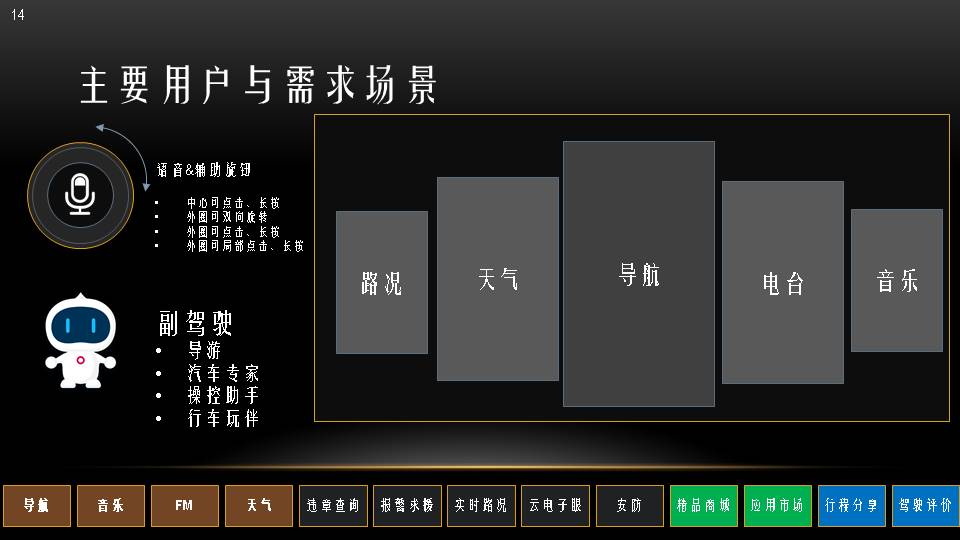 14
主要用户与需求场景
语音&辅助旋钮
• 中心可点击、长按
• 外圈可双向旋转
• 外圈可点击、长按
• 外圈可局部点击、长按
副驾驶
• 导游
• 汽车专家
• 操控助手
• 行车玩伴
路况
天气
导航
电台
音乐
导航
音乐
FM
天气
违章查询
报警求援
实时路况
云电子眼
安防
精品商城
应用市场
行程分享
驾驶评价